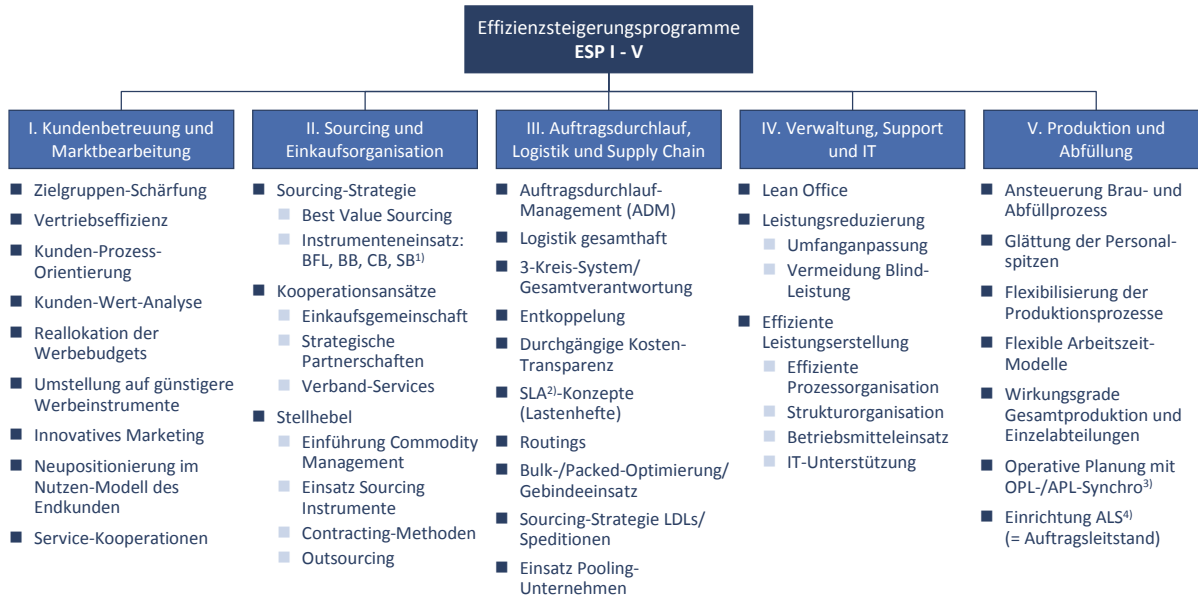 Effizienzsteigerungsprogramme
ESP I - V
I. Kundenbetreuung und
Marktbearbeitung
■ Zielgruppen-Schärfung
■ Vertriebseffizienz
■ Kunden-Prozess-
Orientierung
■ Kunden-Wert-Analyse
■ Reallokation der
Werbebudgets
■ Umstellung auf günstigere
Werbeinstrumente
■ Innovatives Marketing
■ Neupositionierung im
Nutzen-Modell des
Endkunden
■ Service-Kooperationen
II. Sourcing und
Einkaufsorganisation
■ Sourcing-Strategie
■ Best Value Sourcing
■ Instrumenteneinsatz:
BFL, BB, CB, SB¹⁾
■ Kooperationsansätze
■ Einkaufsgemeinschaft
■ Strategische
Partnerschaften
■ Verband-Services
■ Stellhebel
■ Einführung Commodity
Management
■ Einsatz Sourcing
Instrumente
■ Contracting-Methoden
■ Outsourcing
III. Auftragsdurchlauf,
Logistik und Supply Chain
■ Auftragsdurchlauf-
Management (ADM)
■ Logistik gesamthaft
■ 3-Kreis-System/
Gesamtverantwortung
■ Entkoppelung
■ Durchgängige Kosten-
Transparenz
■ SLA²⁾-Konzepte
(Lastenhefte)
■ Routings
■ Bulk-/Packed-Optimierung/
Gebindeeinsatz
■ Sourcing-Strategie LDLs/
Speditionen
■ Einsatz Pooling-
Unternehmen
IV. Verwaltung, Support
und IT
■ Lean Office
■ Leistungsreduzierung
■ Umfanganpassung
■ Vermeidung Blind-
Leistung
■ Effiziente
Leistungserstellung
■ Effiziente
Prozessorganisation
■ Strukturorganisation
■ Betriebsmitteleinsatz
■ IT-Unterstützung
V. Produktion und
Abfüllung
■ Ansteuerung Brau- und
Abfüllprozess
■ Glättung der Personal-
spitzen
■ Flexibilisierung der
Produktionsprozesse
■ Flexible Arbeitszeit-
Modelle
■ Wirkungsgrade
Gesamtproduktion und
Einzelabteilungen
■ Operative Planung mit
OPL-/APL-Synchro³⁾
■ Einrichtung ALS⁴⁾
(= Auftragsleitstand)